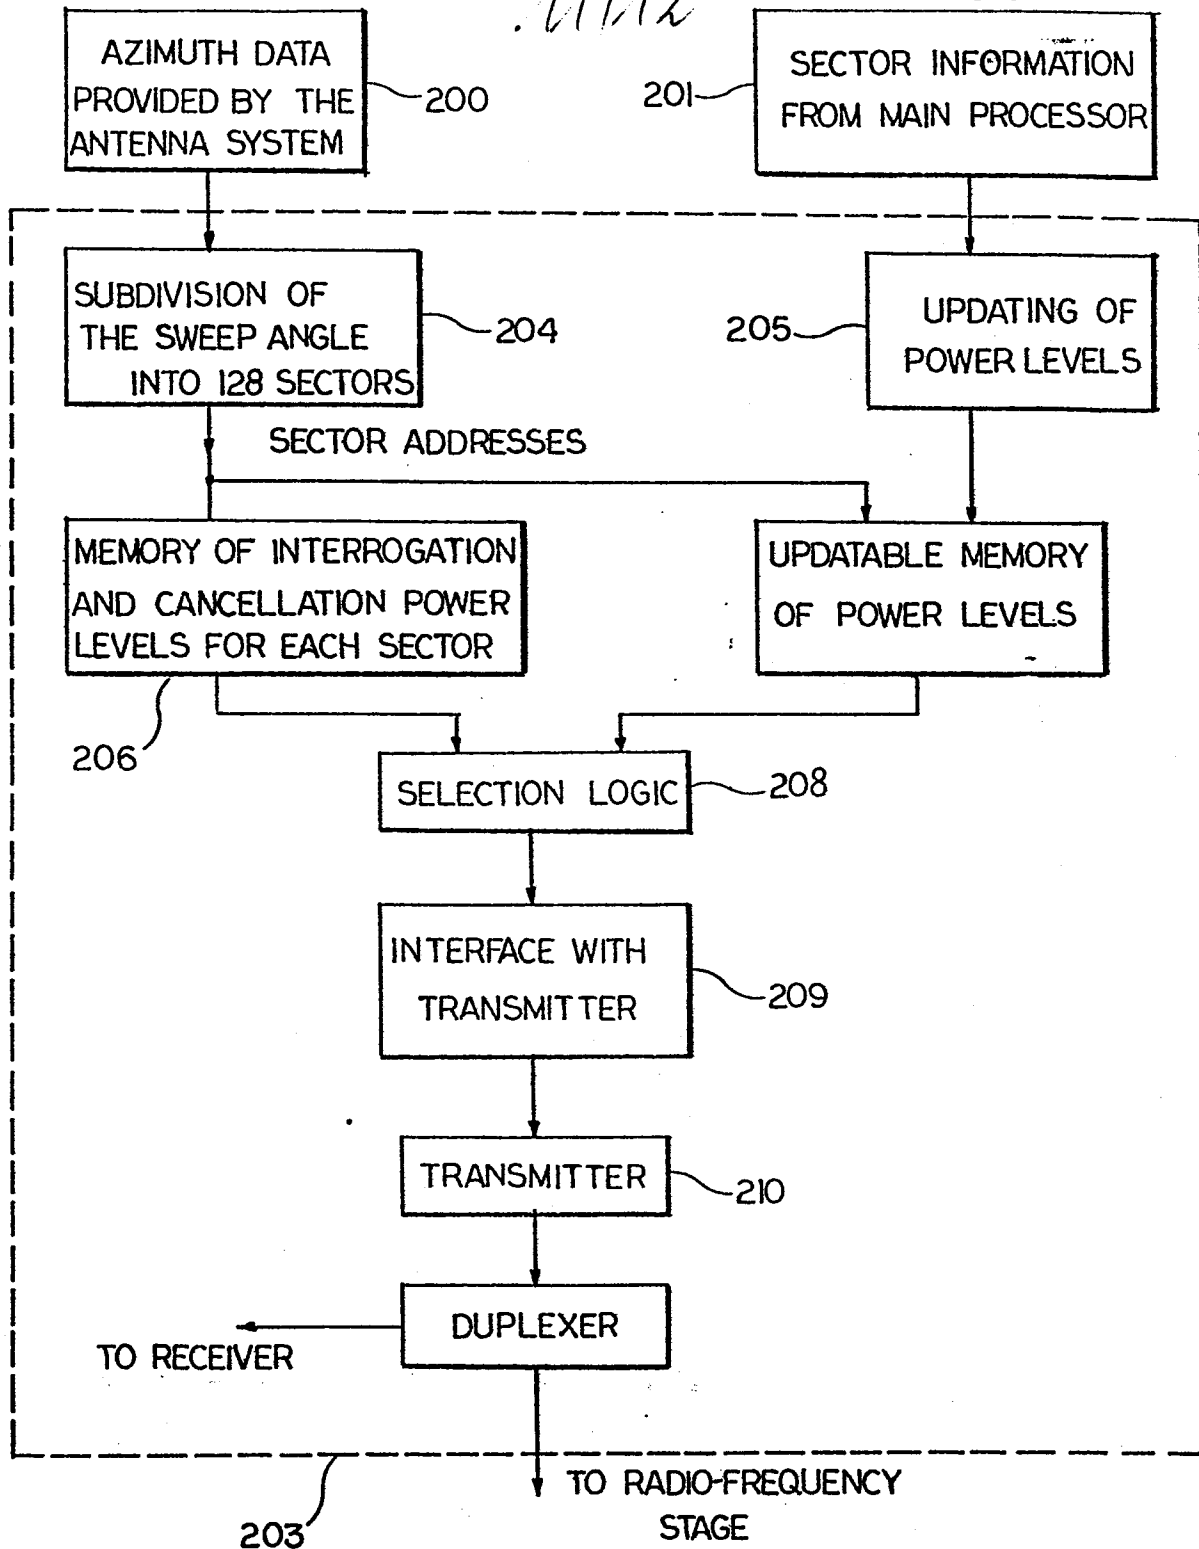 AZIMUTH DATA
PROVIDED BY THE
ANTENNA SYSTEM
200
201
SECTOR INFORMATION
FROM MAIN PROCESSOR
SUBDIVISION OF
THE SWEEP ANGLE
INTO 128 SECTORS
204
205
UPDATING OF
POWER LEVELS
SECTOR ADDRESSES
MEMORY OF INTERROGATION
AND CANCELLATION POWER
LEVELS FOR EACH SECTOR
UPDATABLE MEMORY
OF POWER LEVELS
206
SELECTION LOGIC
208
INTERFACE WITH
TRANSMITTER
209
TRANSMITTER
210
DUPLEXER
TO RECEIVER
TO RADIO-FREQUENCY
STAGE
203